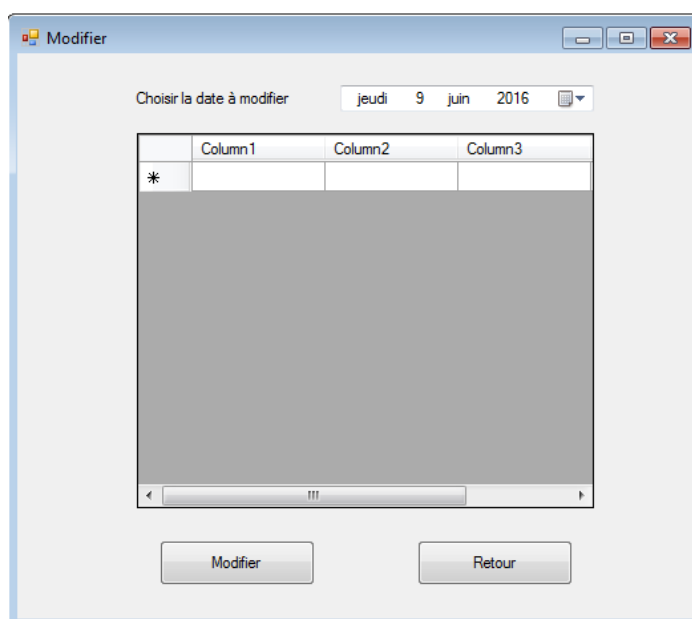 Modifier
Choisir la date à modifier jeudi 9 juin 2016
Column1 Column2 Column3
Modifier Retour